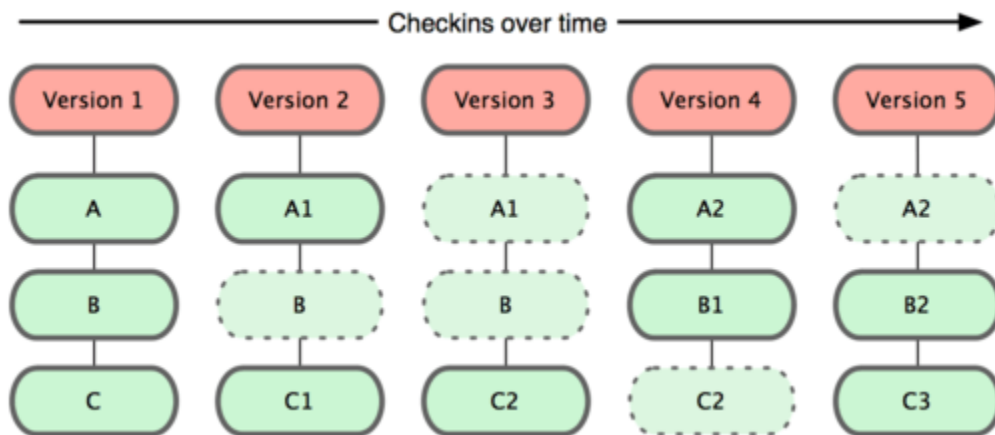 Checkins over time
Version 1 Version 2 Version 3 Version 4 Version 5
A A1 A1 A2 A2
B B B B1 B2
C C1 C2 C2 C3